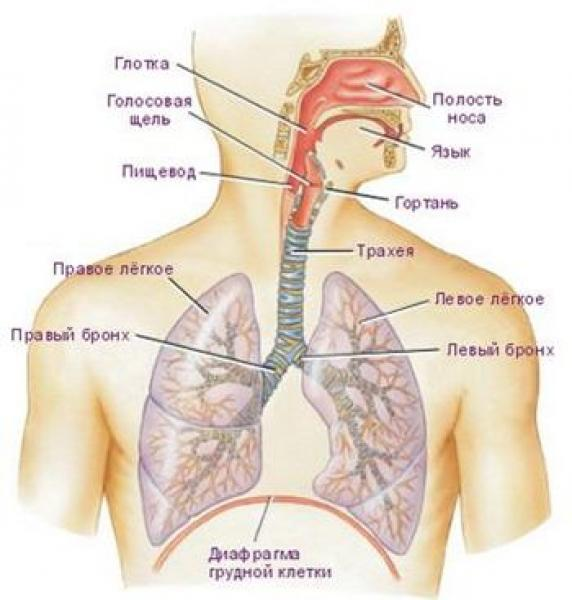 Глотка
Голосовая
щель
Полость
носа
Язык
Пищевод
Гортань
Трахея
Правое лёгкое
Левое лёгкое
Правый бронх
Левый бронх
Диафрагма
грудной клетки